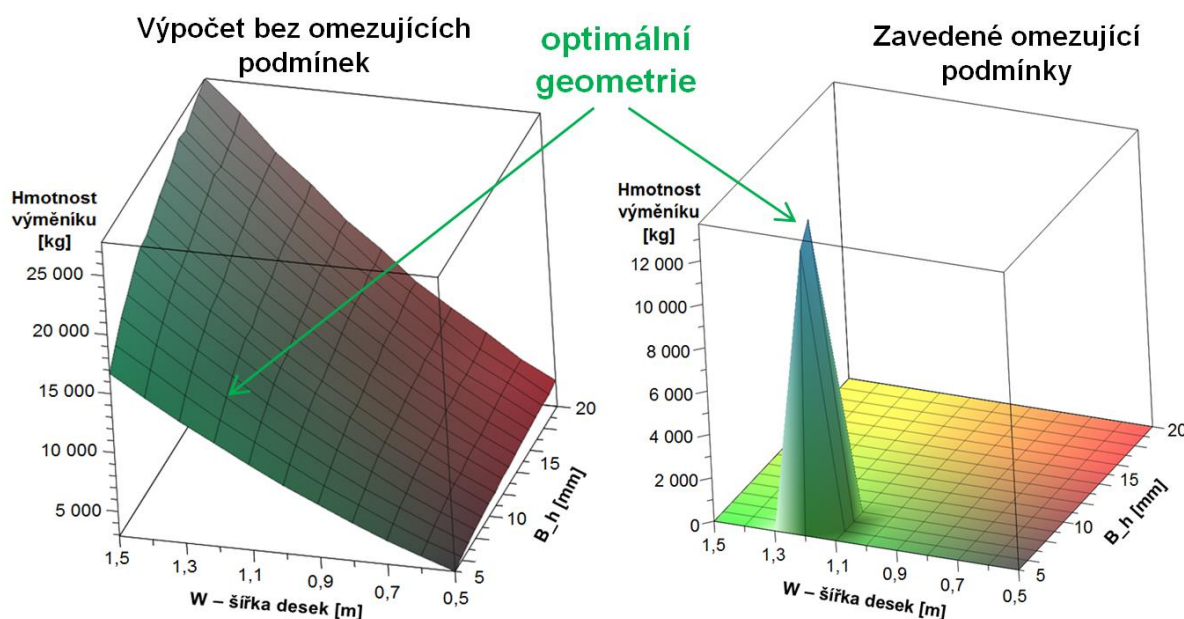 Výpočet bez omezujících
podmínek
optimální
geometrie
Zavedené omezující
podmínky
Hmotnost
výměníku
[kg]
25 000
20 000
15 000
10 000
5 000
1,5
1,3
1,1
0,9
0,7
0,5
W – šířka desek [m]
5
10
15
20
B_h [mm]
Hmotnost
výměníku
[kg]
12 000
10 000
8 000
6 000
4 000
2 000
0
1,5
1,3
1,1
0,9
0,7
0,5
W – šířka desek [m]
5
10
15
20
B_h [mm]